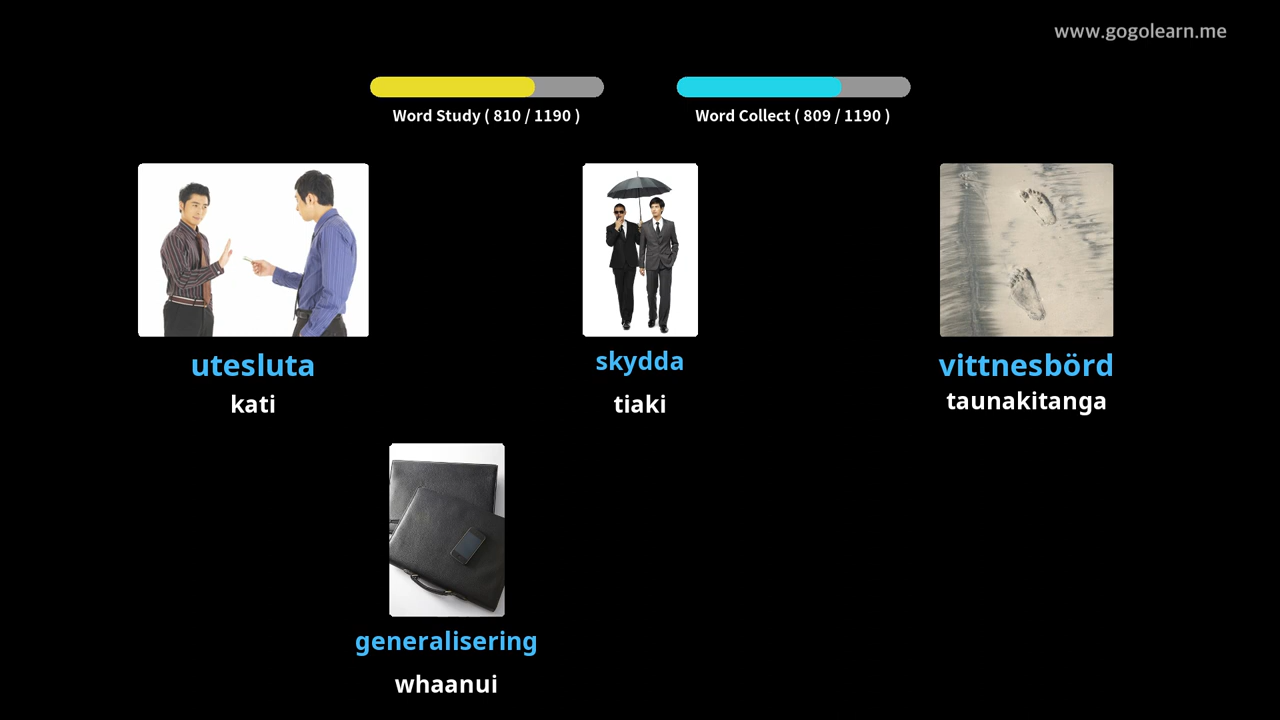 www.gogolearn.me
Word Study ( 810 / 1190 )
Word Collect ( 809 / 1190 )
utesluta
kati
skydda
tiaki
vittnesbörd
taunakitanga
generalisering
whaanui